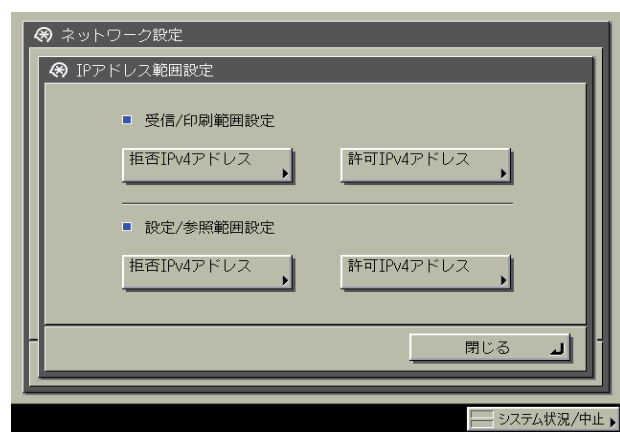 ネットワーク設定
IPアドレス範囲設定
受信/印刷範囲設定
拒否IPv4アドレス 許可IPv4アドレス
設定/参照範囲設定
拒否IPv4アドレス 許可IPv4アドレス
閉じる
システム状況/中止